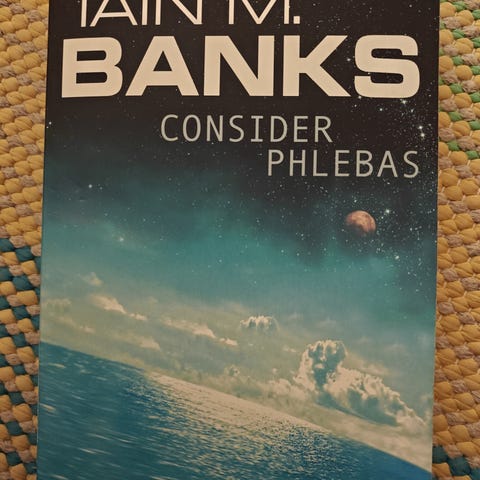 IAIN M.
BANKS
CONSIDER
PHLEBAS